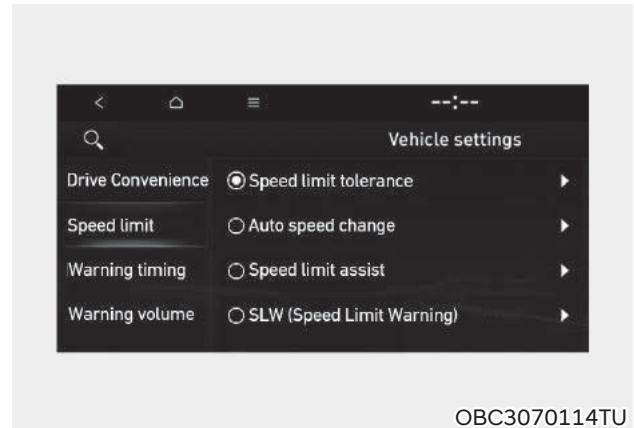 --:--
Vehicle settings
Drive Convenience
Speed limit tolerance
Speed limit
Auto speed change
Warning timing
Speed limit assist
Warning volume
SLW (Speed Limit Warning)
OBC3070114TU